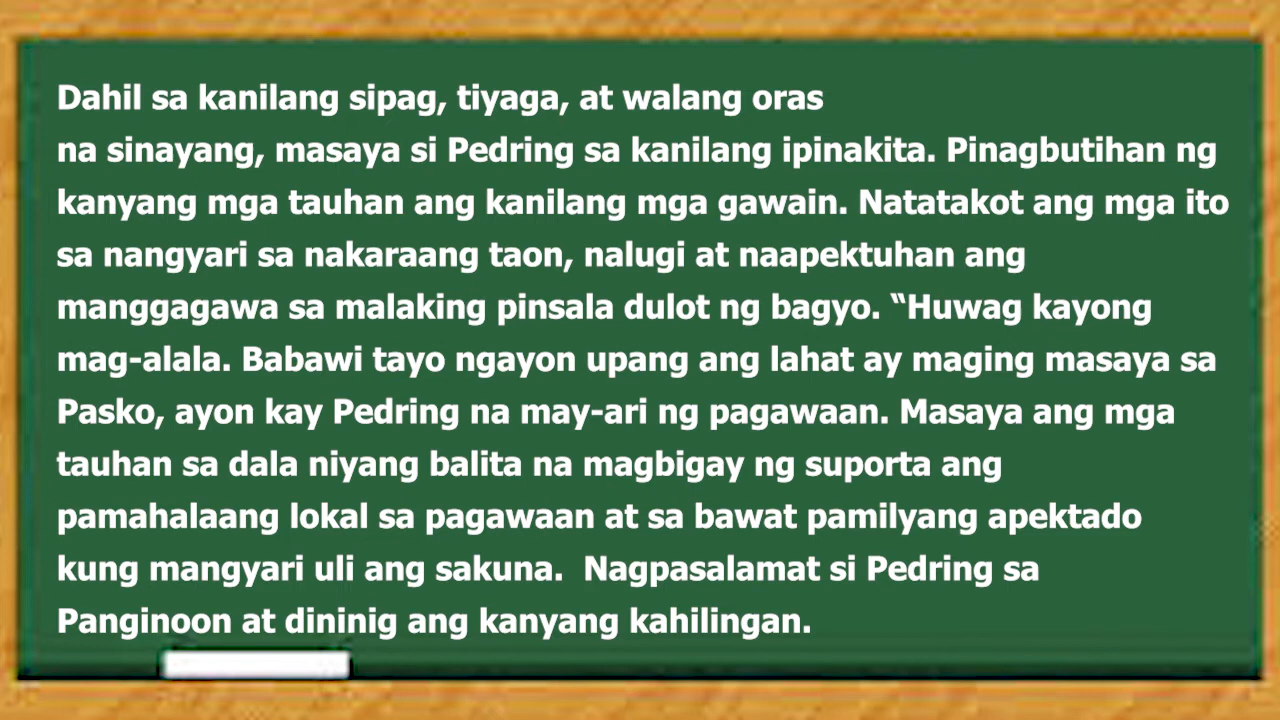 Dahil sa kanilang sipag, tiyaga, at walang oras
na sinayang, masaya si Pedring sa kanilang ipinakita. Pinagbutihan ng
kanyang mga tauhan ang kanilang mga gawain. Natatakot ang mga ito
sa nangyari sa nakaraang taon, nalugi at naapektuhan ang
manggagawa sa malaking pinsala dulot ng bagyo. “Huwag kayong
mag-alala. Babawi tayo ngayon upang ang lahat ay maging masaya sa
Pasko, ayon kay Pedring na may-ari ng pagawaan. Masaya ang mga
tauhan sa dala niyang balita na magbigay ng suporta ang
pamahalaang lokal sa pagawaan at sa bawat pamilyang apektado
kung mangyari uli ang sakuna.  Nagpasalamat si Pedring sa
Panginoon at dininig ang kanyang kahilingan.